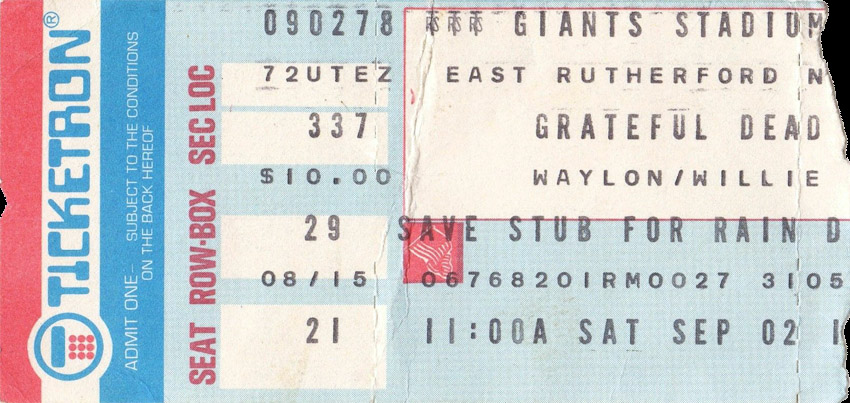 TICKETRON®
ADMIT ONE SUBJECT TO THE CONDITIONS
ON THE BACK HEREOF
SEAT ROW-BOX SEC LOC
090278 GIANTS STADIUM
72UTEZ EAST RUTHERFORD N
337 GRATEFUL DEAD
$10.00 WAYLON/WILLIE
29 SAVE STUB FOR RAIN D
08/15 06768201RM0027 3105
21 11:00A SAT SEP 02 1